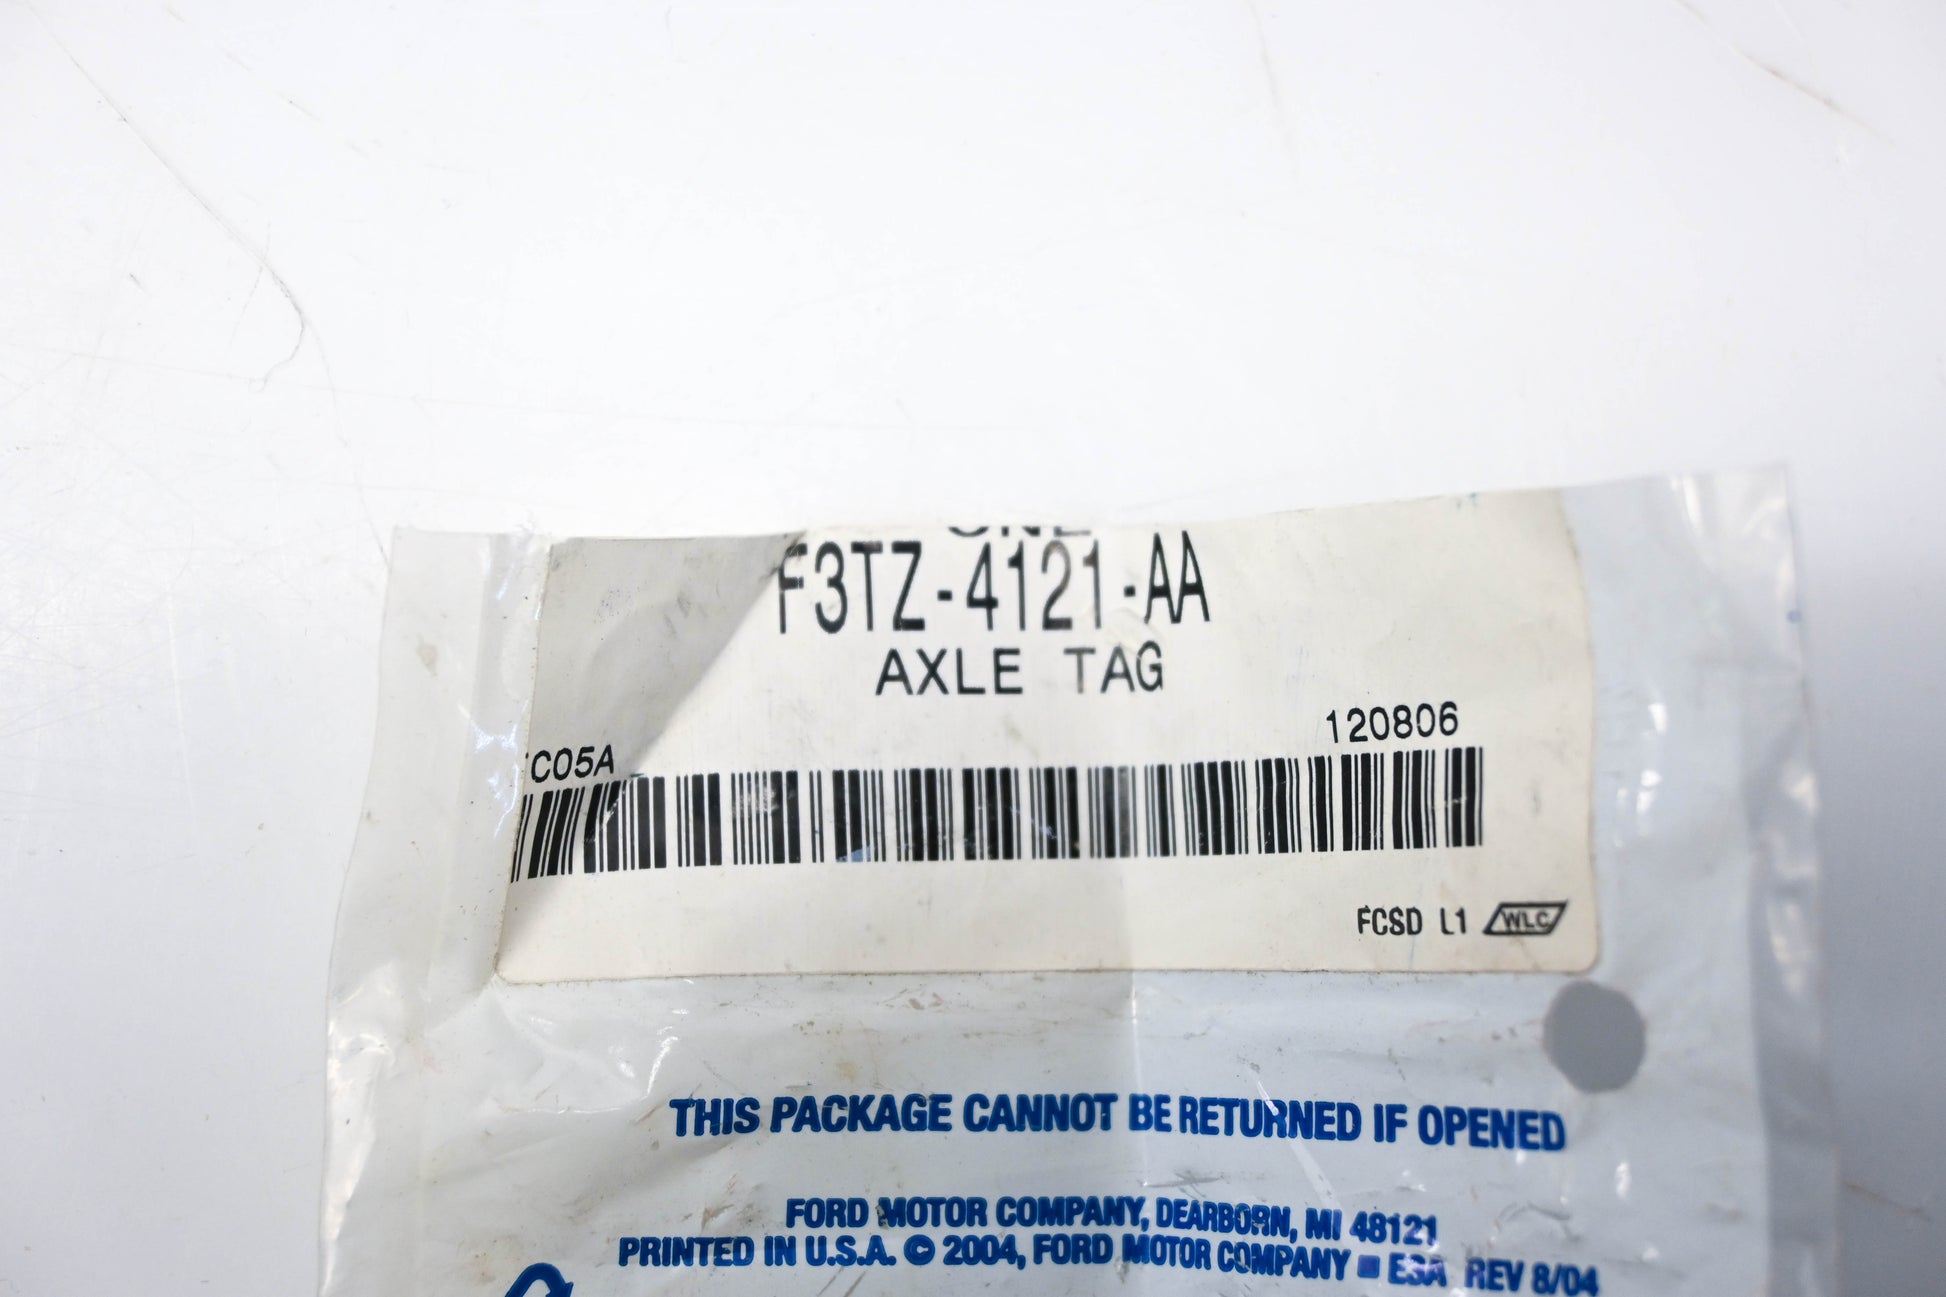 F3TZ-4121-AA
AXLE TAG
C05A 120806
FCSD L1 WLC
THIS PACKAGE CANNOT BE RETURNED IF OPENED
FORD MOTOR COMPANY, DEARBORN, MI 48121
PRINTED IN U.S.A. © 2004, FORD MOTOR COMPANY ■ ESA REV 8/04